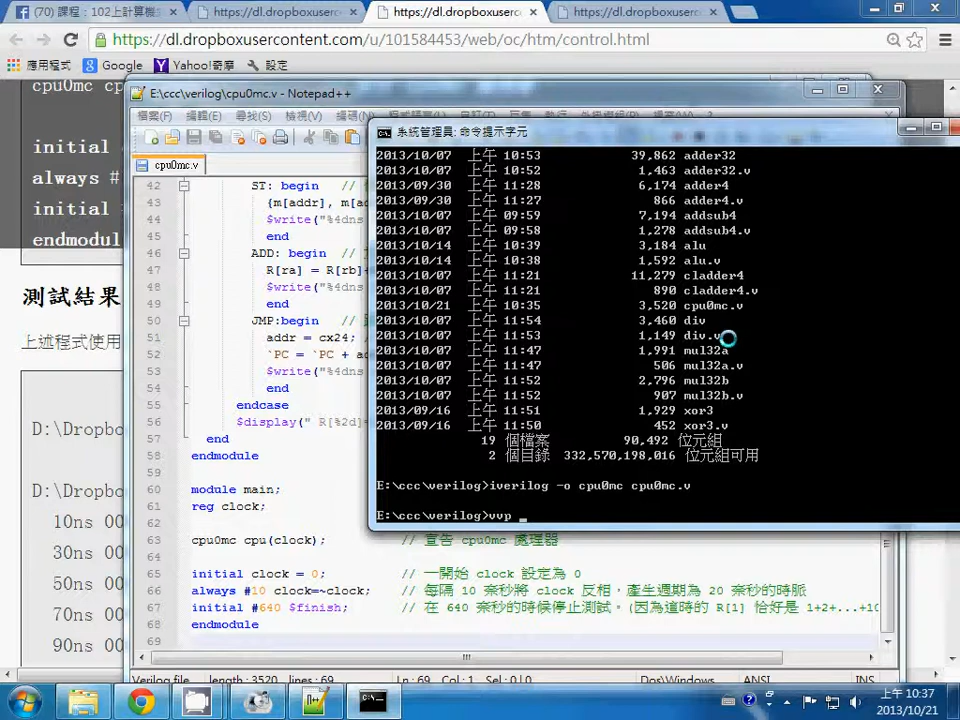 (70) 課程：102上計算機
https://dl.dropboxuser
https://dl.dropboxuserc
https://dl.dropboxuser
https://dl.dropboxusercontent.com/u/101584453/web/oc/htm/control.html
應用程式
Google
Yahoo!奇摩
設定
cpu0mc cp
initial
always #
initial
endmodul
測試結果
上述程式使用
D:\Dropbo
D:\Dropbo
10ns 00
30ns 00
50ns 00
70ns 00
90ns 00
E:\ccc\verilog\cpu0mc.v - Notepad++
檔案(F) 編輯(E) 尋找(S) 檢視(V)
cpu0mc.v
42 ST: begin //
43 {m[addr], m[a
44 $write("%4dns
45 end
46 ADD: begin //
47 R[ra] = R[rb]+
48 $write("%4dns
49 end
50 JMP:begin //
51 addr = cx24;
52 `PC = `PC + a
53 $write("%4dns
54 end
55 endcase
56 $display(" R[%2d]=
57 end
58 endmodule
59
60 module main;
61 reg clock;
62
63 cpu0mc cpu(clock); // 宣告 cpu0mc 處理器
64
65 initial clock = 0; // 一開始 clock 設定為 0
66 always #10 clock=~clock; // 每隔 10 奈秒將 clock 反相，產生週期為 20 奈秒的時脈
67 initial #640 $finish; // 在 640 奈秒的時候停止測試。(因為這時的 R[1] 恰好是 1+2+...+10
68 endmodule
69
Verilog file length : 3520 lines : 69 Ln : 69 Col : 1 Sel : 0 | 0 Dos\Windows ANSI INS
系統管理員: 命令提示字元
2013/10/07 上午 10:53 39,862 adder32
2013/10/07 上午 10:52 1,463 adder32.v
2013/09/30 上午 11:28 6,174 adder4
2013/09/30 上午 11:27 866 adder4.v
2013/10/07 上午 09:59 7,194 addsub4
2013/10/07 上午 09:58 1,278 addsub4.v
2013/10/14 上午 10:39 3,184 alu
2013/10/14 上午 10:38 1,592 alu.v
2013/10/07 上午 11:21 11,279 cladder4
2013/10/07 上午 11:21 890 cladder4.v
2013/10/21 上午 10:35 3,520 cpu0mc.v
2013/10/07 上午 11:54 3,460 div
2013/10/07 上午 11:53 1,149 div.v
2013/10/07 上午 11:47 1,991 mul32a
2013/10/07 上午 11:47 506 mul32a.v
2013/10/07 上午 11:52 2,796 mul32b
2013/10/07 上午 11:52 907 mul32b.v
2013/09/16 上午 11:51 1,929 xor3
2013/09/16 上午 11:50 452 xor3.v
19 個檔案 90,492 位元組
2 個目錄 332,570,198,016 位元組可用
E:\ccc\verilog>iverilog -o cpu0mc cpu0mc.v
E:\ccc\verilog>vvp _
上午 10:37
2013/10/21